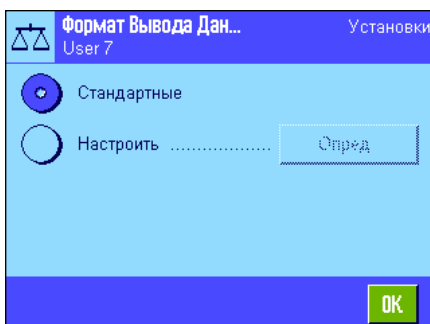 Формат Вывода Дан...
Установки
User 7
Стандартные
Настроить ................... Опред
OK